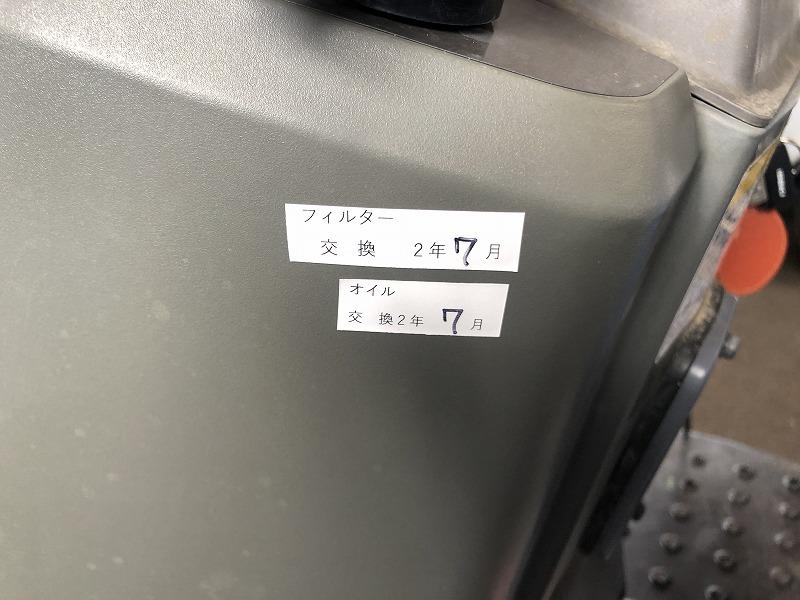 フィルター
交 換 2年7月
オイル
交 換2年 7月